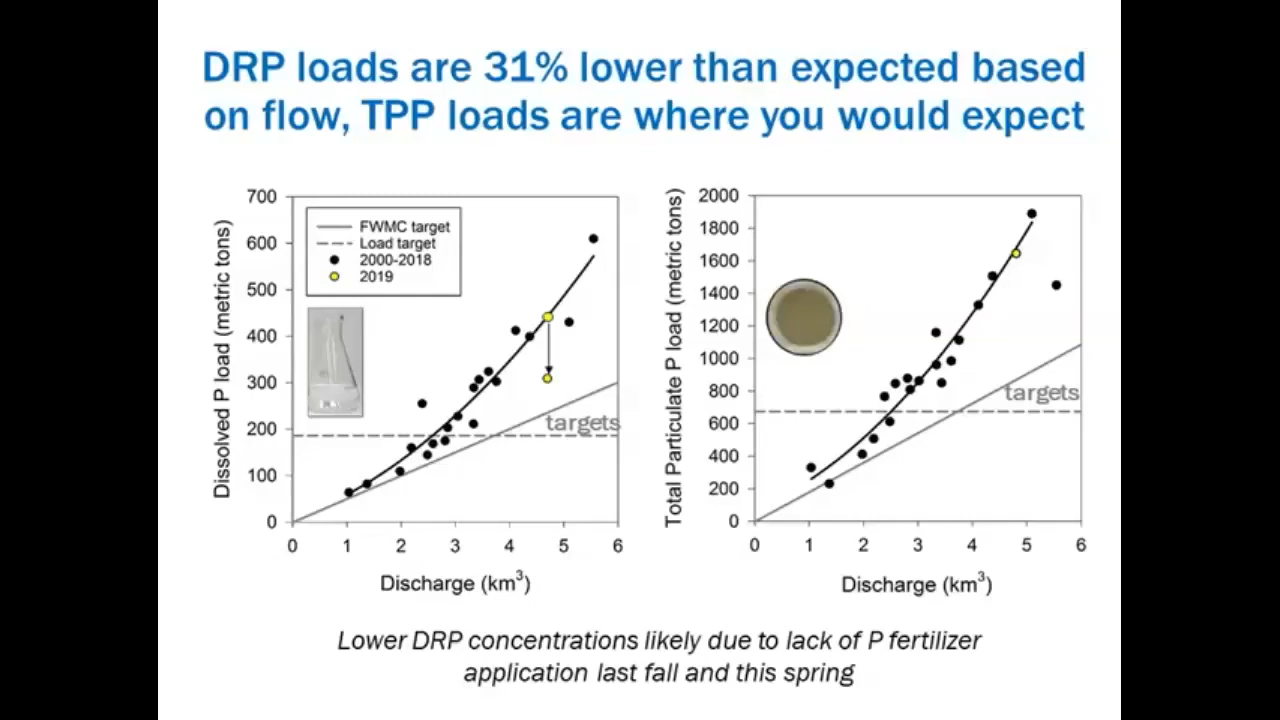 DRP loads are 31% lower than expected based
on flow, TPP loads are where you would expect
Dissolved P load (metric tons)
700
600
500
400
300
200
100
0
FWMC target
Load target
2000-2018
2019
targets
0 1 2 3 4 5 6
Discharge (km³)
Total Particulate P load (metric tons)
2000
1800
1600
1400
1200
1000
800
600
400
200
0
targets
0 1 2 3 4 5 6
Discharge (km³)
Lower DRP concentrations likely due to lack of P fertilizer
application last fall and this spring